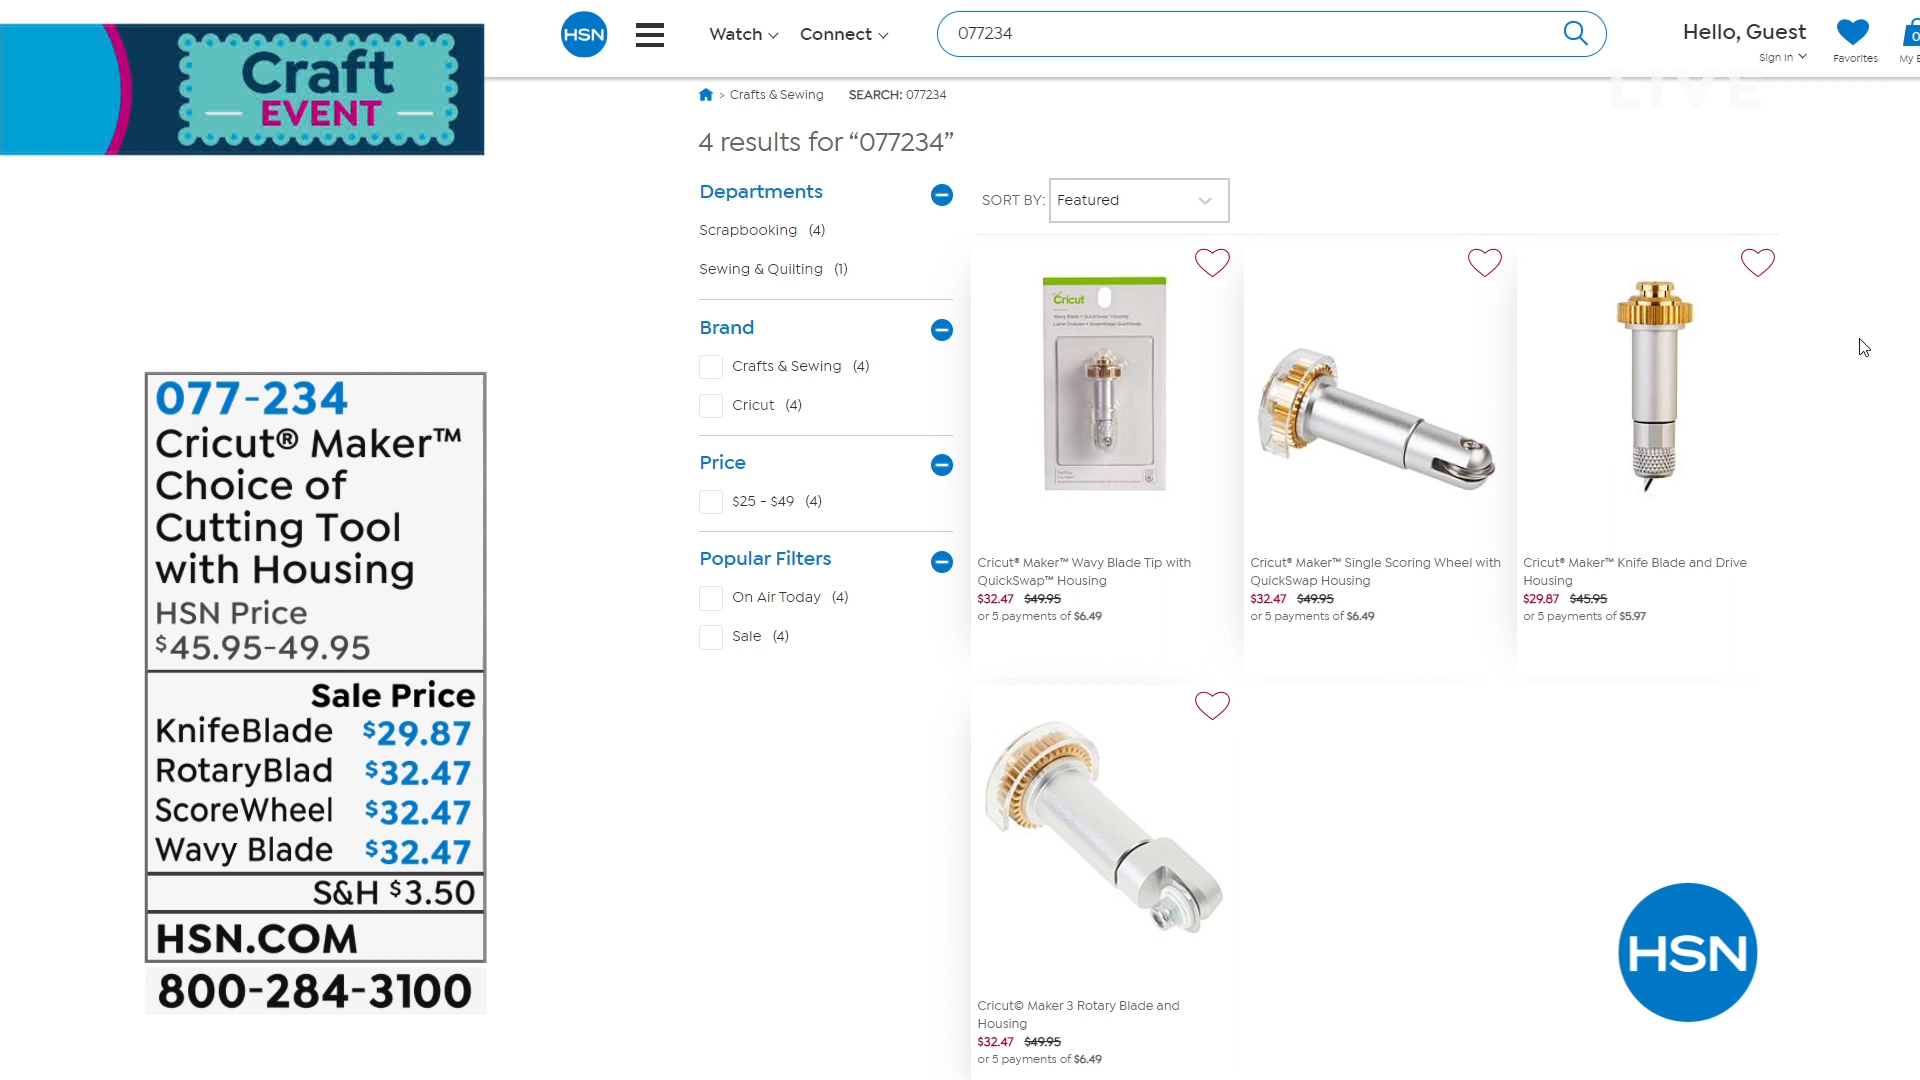 Craft
EVENT
HSN
Watch
Connect
077234
Hello, Guest
Sign In
Favorites
0
LIVE
> Crafts & Sewing SEARCH: 077234
4 results for “077234”
Departments
Scrapbooking (4)
Sewing & Quilting (1)
Brand
Crafts & Sewing (4)
Cricut (4)
Price
$25 - $49 (4)
Popular Filters
On Air Today (4)
Sale (4)
SORT BY: Featured
Cricut
Wavy Blade + QuickSwap™ Housing
Cricut® Maker™ Wavy Blade Tip with
QuickSwap™ Housing
$32.47 $49.95
or 5 payments of $6.49
Cricut® Maker™ Single Scoring Wheel with
QuickSwap Housing
$32.47 $49.95
or 5 payments of $6.49
Cricut® Maker™ Knife Blade and Drive
Housing
$29.87 $45.95
or 5 payments of $5.97
Cricut© Maker 3 Rotary Blade and
Housing
$32.47 $49.95
or 5 payments of $6.49
077-234
Cricut® Maker™
Choice of
Cutting Tool
with Housing
HSN Price
$45.95-49.95
Sale Price
KnifeBlade $29.87
RotaryBlad $32.47
ScoreWheel $32.47
Wavy Blade $32.47
S&H $3.50
HSN.COM
800-284-3100
HSN